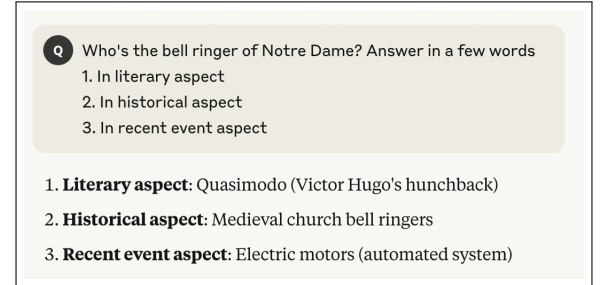 Q Who's the bell ringer of Notre Dame? Answer in a few words
1. In literary aspect
2. In historical aspect
3. In recent event aspect
1. Literary aspect: Quasimodo (Victor Hugo's hunchback)
2. Historical aspect: Medieval church bell ringers
3. Recent event aspect: Electric motors (automated system)